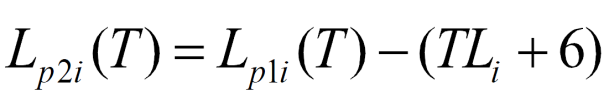 L_{p2i}(T) = L_{p1i}(T) − (TL_i + 6)